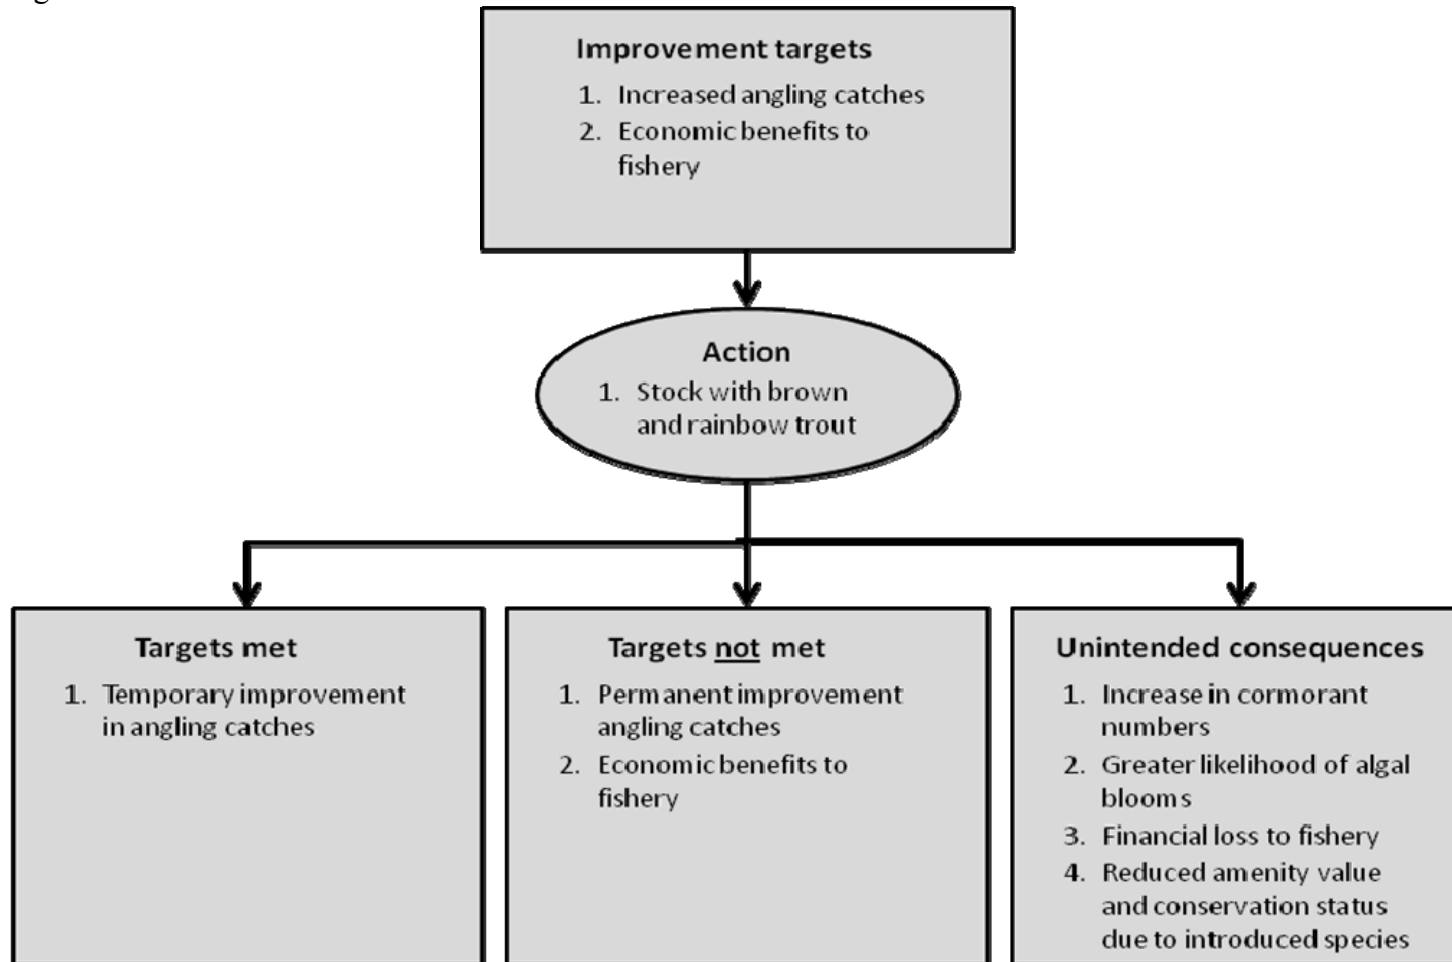 Improvement targets
1. Increased angling catches
2. Economic benefits to
fishery
Action
1. Stock with brown
and rainbow trout
Targets met
1. Temporary improvement
in angling catches
Targets not met
1. Permanent improvement
angling catches
2. Economic benefits to
fishery
Unintended consequences
1. Increase in cormorant
numbers
2. Greater likelihood of algal
blooms
3. Financial loss to fishery
4. Reduced amenity value
and conservation status
due to introduced species